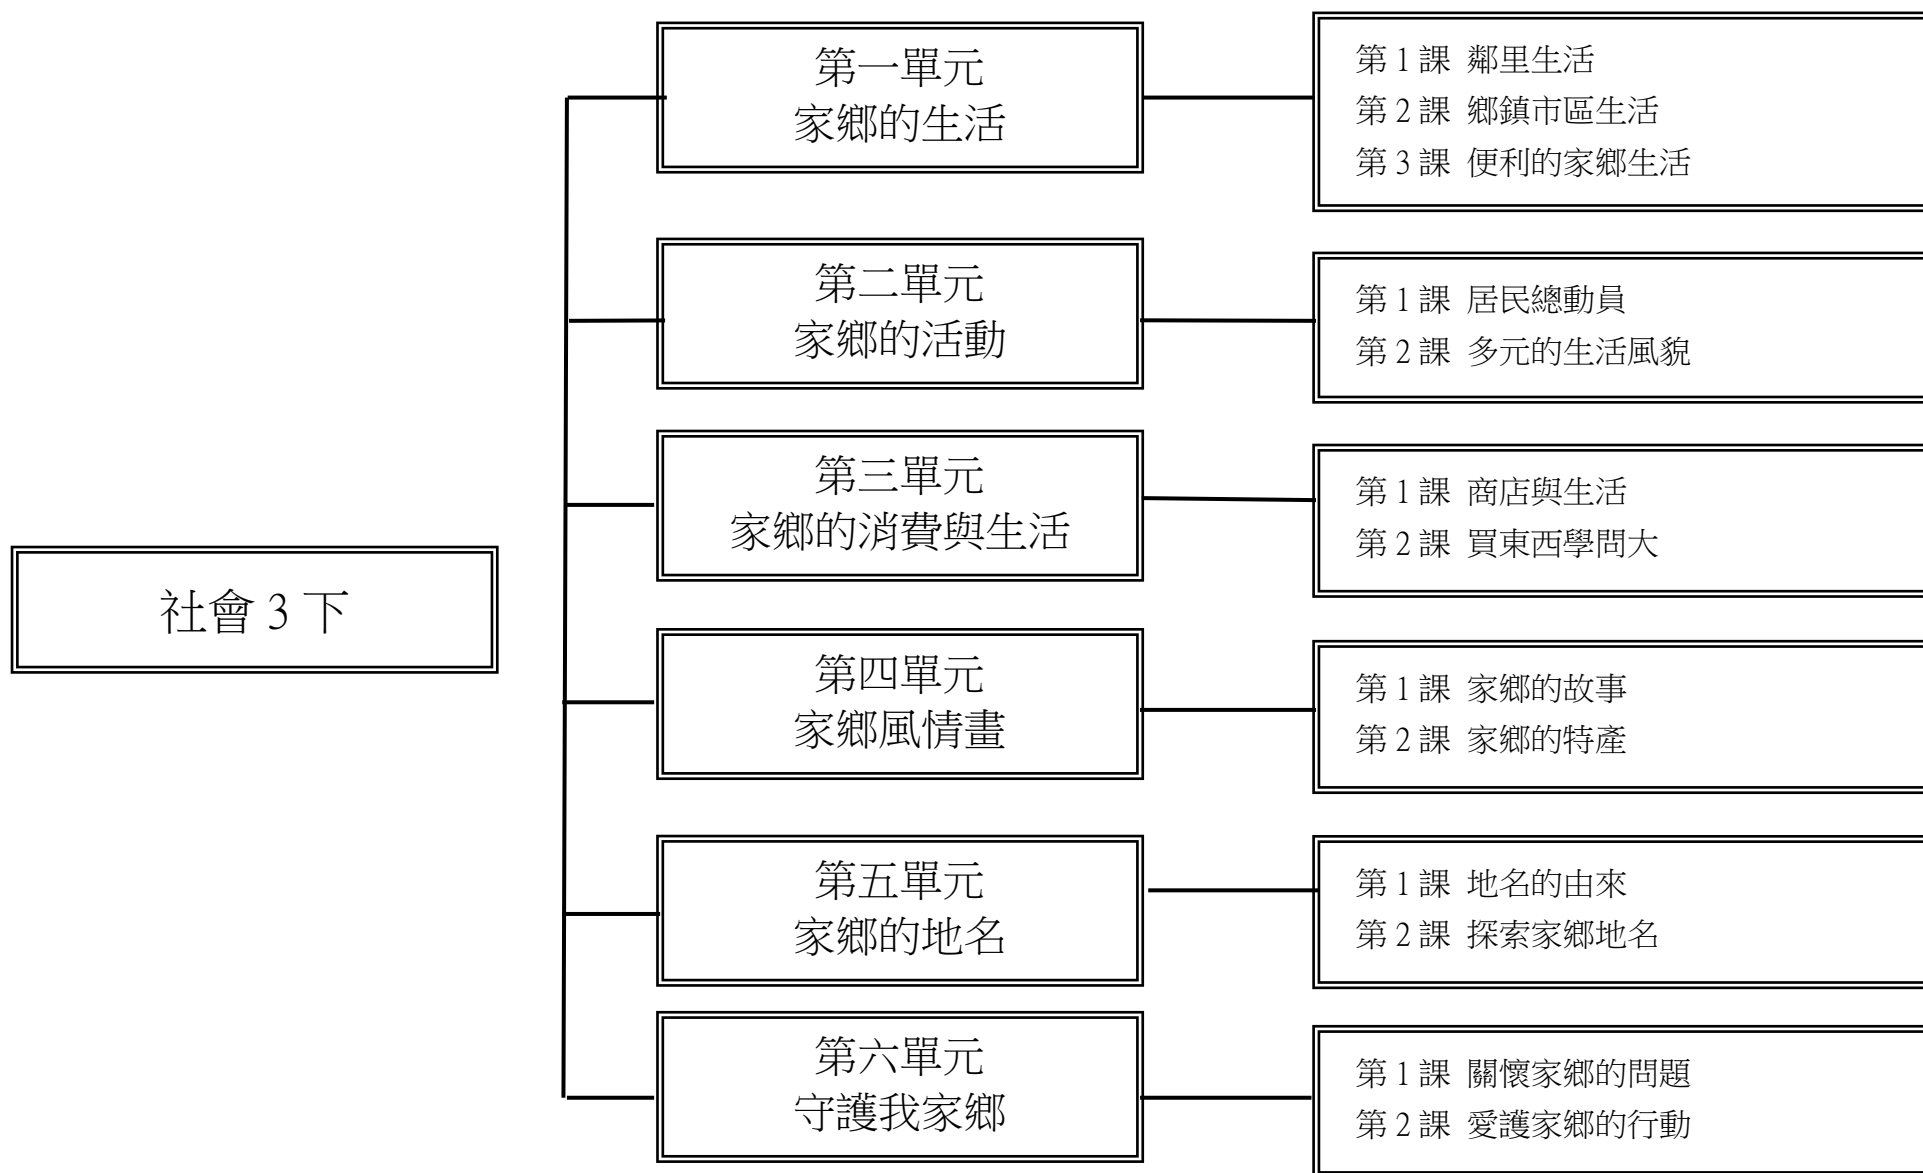 社會 3 下
第一單元
家鄉的生活
第 1 課 鄰里生活
第 2 課 鄉鎮市區生活
第 3 課 便利的家鄉生活
第二單元
家鄉的活動
第 1 課 居民總動員
第 2 課 多元的生活風貌
第三單元
家鄉的消費與生活
第 1 課 商店與生活
第 2 課 買東西學問大
第四單元
家鄉風情畫
第 1 課 家鄉的故事
第 2 課 家鄉的特產
第五單元
家鄉的地名
第 1 課 地名的由來
第 2 課 探索家鄉地名
第六單元
守護我家鄉
第 1 課 關懷家鄉的問題
第 2 課 愛護家鄉的行動